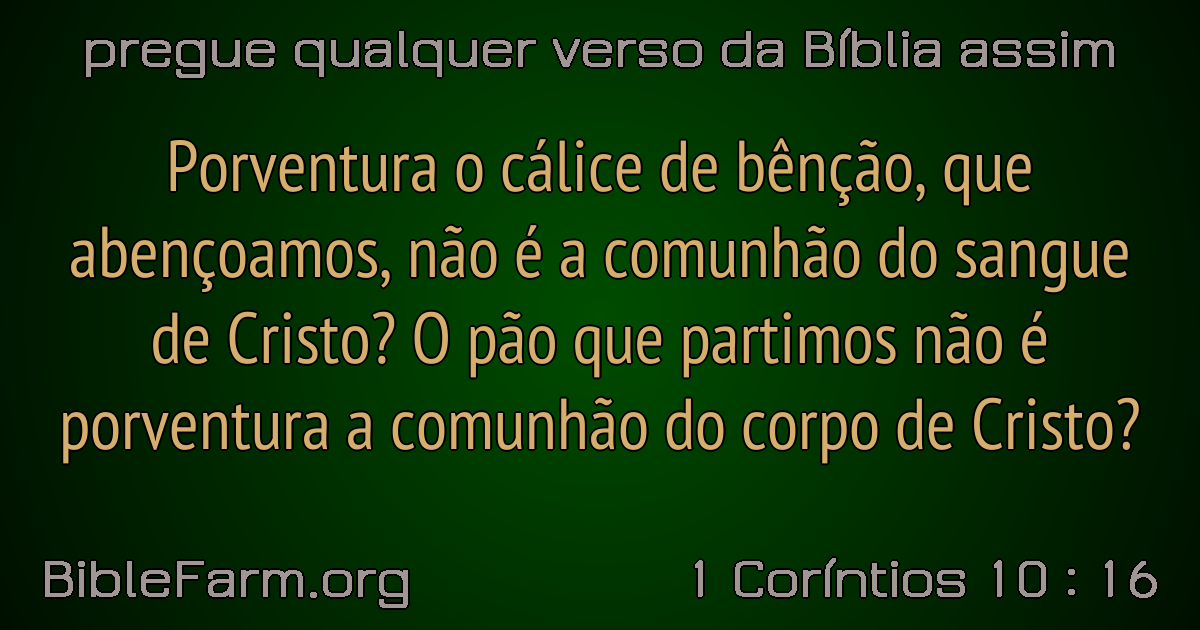 pregue qualquer verso da Bíblia assim
Porventura o cálice de bênção, que
abençoamos, não é a comunhão do sangue
de Cristo? O pão que partimos não é
porventura a comunhão do corpo de Cristo?
BibleFarm.org
1 Coríntios 10 : 16